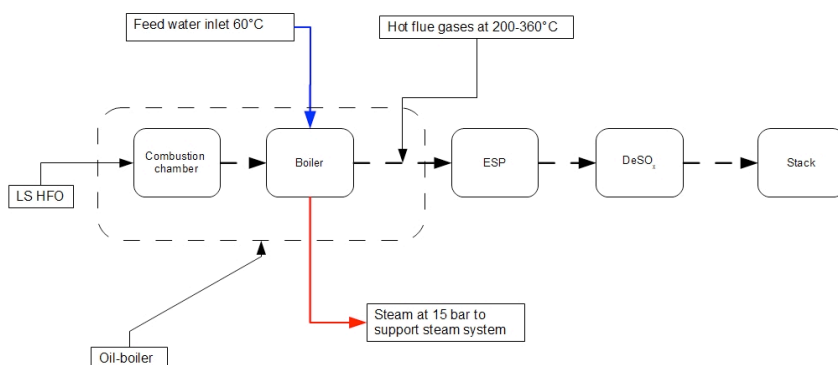 Feed water inlet 60°C
Hot flue gases at 200-360°C
Combustion
chamber
Boiler
ESP
DeSOx
Stack
LS HFO
Steam at 15 bar to
support steam system
Oil-boiler